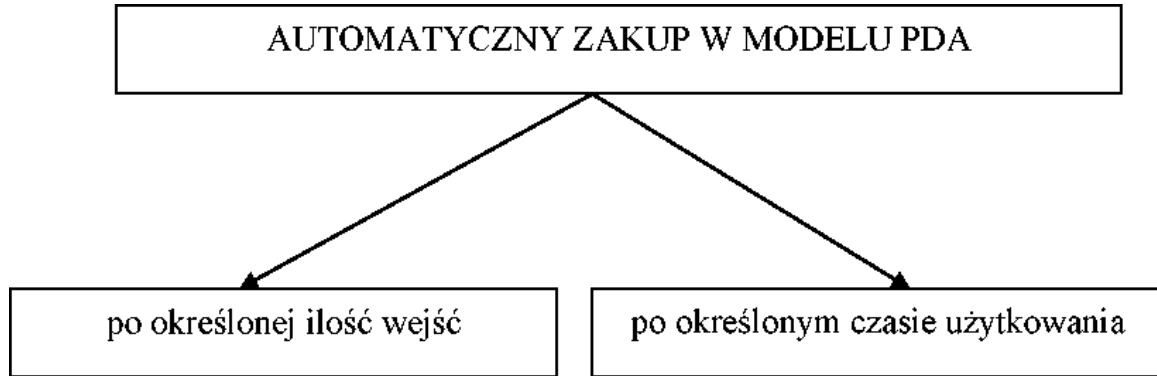 AUTOMATYCZNY ZAKUP W MODELU PDA
po określonej ilość wejść
po określonym czasie użytkowania